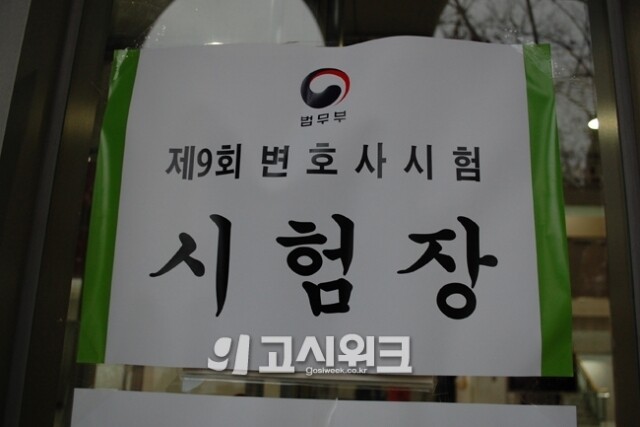 법무부
제9회 변호사시험
시험장
고시위크
gosiweek.co.kr